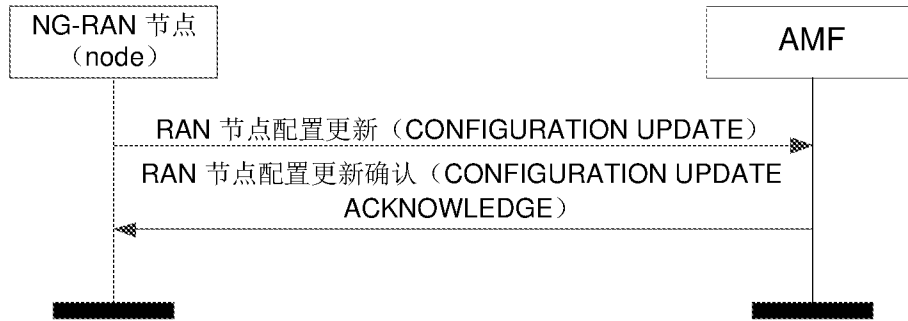 NG-RAN 节点
（node）
AMF
RAN 节点配置更新（CONFIGURATION UPDATE）
RAN 节点配置更新确认（CONFIGURATION UPDATE
ACKNOWLEDGE）